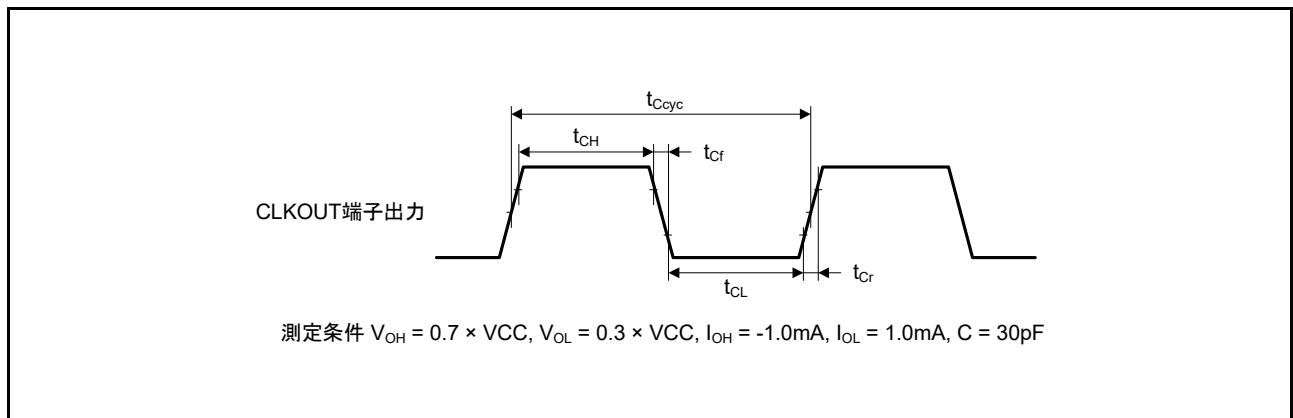 tCcyc
tCH
tCf
CLKOUT端子出力
tCL
tCr
測定条件 VOH = 0.7 × VCC, VOL = 0.3 × VCC, IOH = -1.0mA, IOL = 1.0mA, C = 30pF